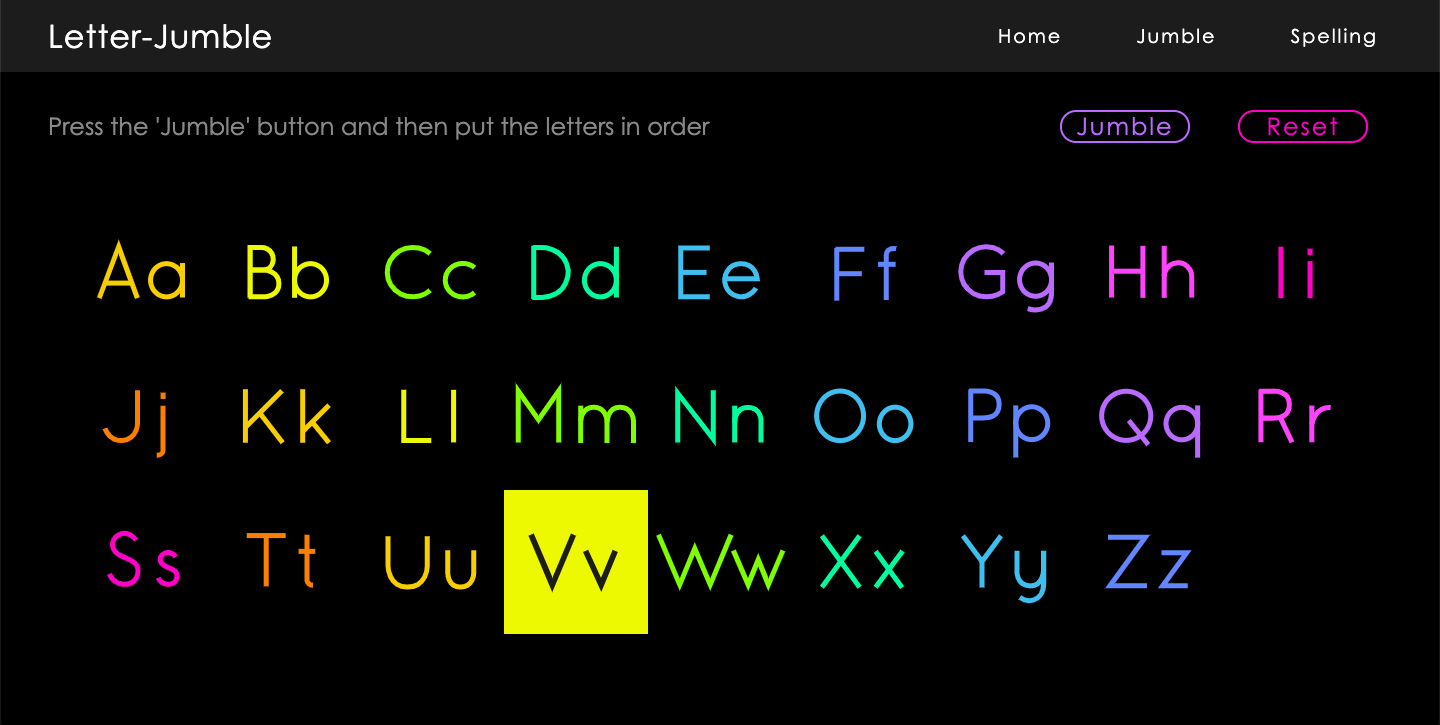 Letter-Jumble Home Jumble Spelling
Press the 'Jumble' button and then put the letters in order Jumble Reset
Aa Bb Cc Dd Ee Ff Gg Hh Ii
Jj Kk Ll Mm Nn Oo Pp Qq Rr
Ss Tt Uu Vv Ww Xx Yy Zz